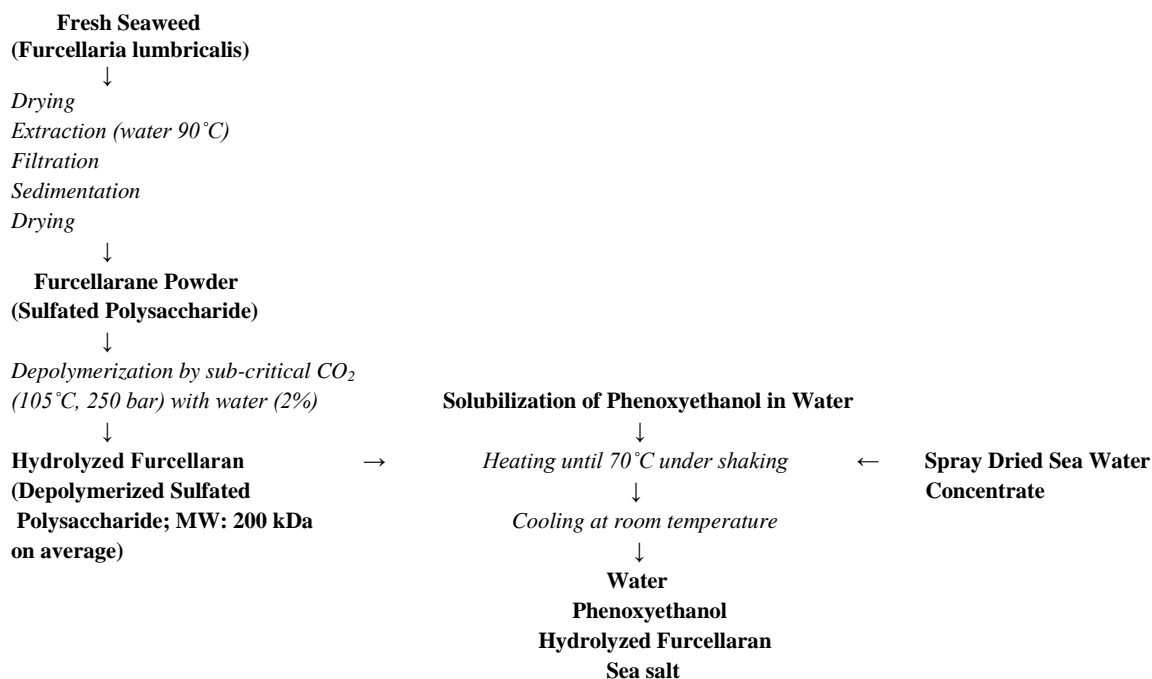 Fresh Seaweed
(Furcellaria lumbricalis)
↓
Drying
Extraction (water 90˚C)
Filtration
Sedimentation
Drying
↓
Furcellarane Powder
(Sulfated Polysaccharide)
↓
Depolymerization by sub-critical CO₂
(105˚C, 250 bar) with water (2%)
↓
Hydrolyzed Furcellaran
(Depolymerized Sulfated
Polysaccharide; MW: 200 kDa
on average)
→
Solubilization of Phenoxyethanol in Water
↓
Heating until 70˚C under shaking
←
Spray Dried Sea Water
Concentrate
↓
Cooling at room temperature
↓
Water
Phenoxyethanol
Hydrolyzed Furcellaran
Sea salt